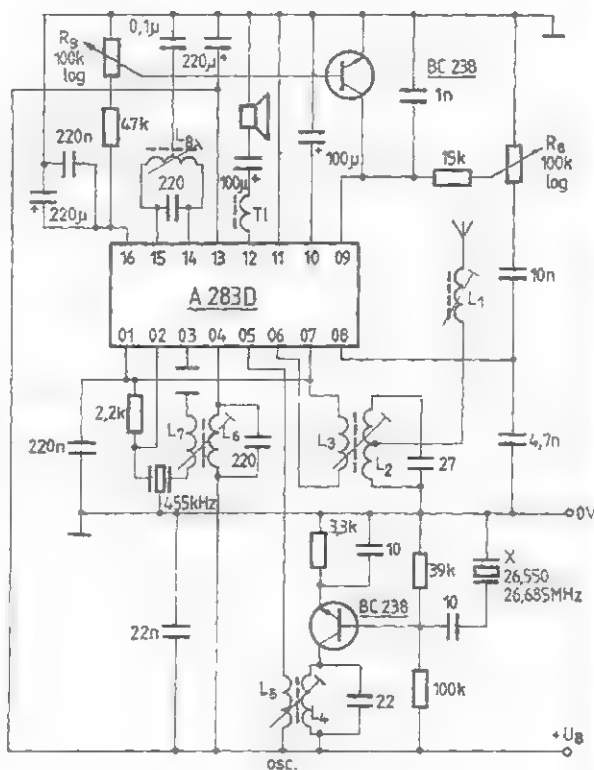 0,1µ
R9
100k
log
220µ
BC 238
1n
47k
L8A
220n
220µ
220
100µ
T1
100µ
15k
R8
100k
log
16 15 14 13 12 11 10 09
A 283D
01 02 03 04 05 06 07 08
L1
10n
2,2k
L7
L6
220
220n
455kHz
L3
L2
27
4,7n
0V
3,3k
10
39k
X
26,550
26,685MHz
BC 238
10
22n
L5
L4
22
100k
+UB
osc.